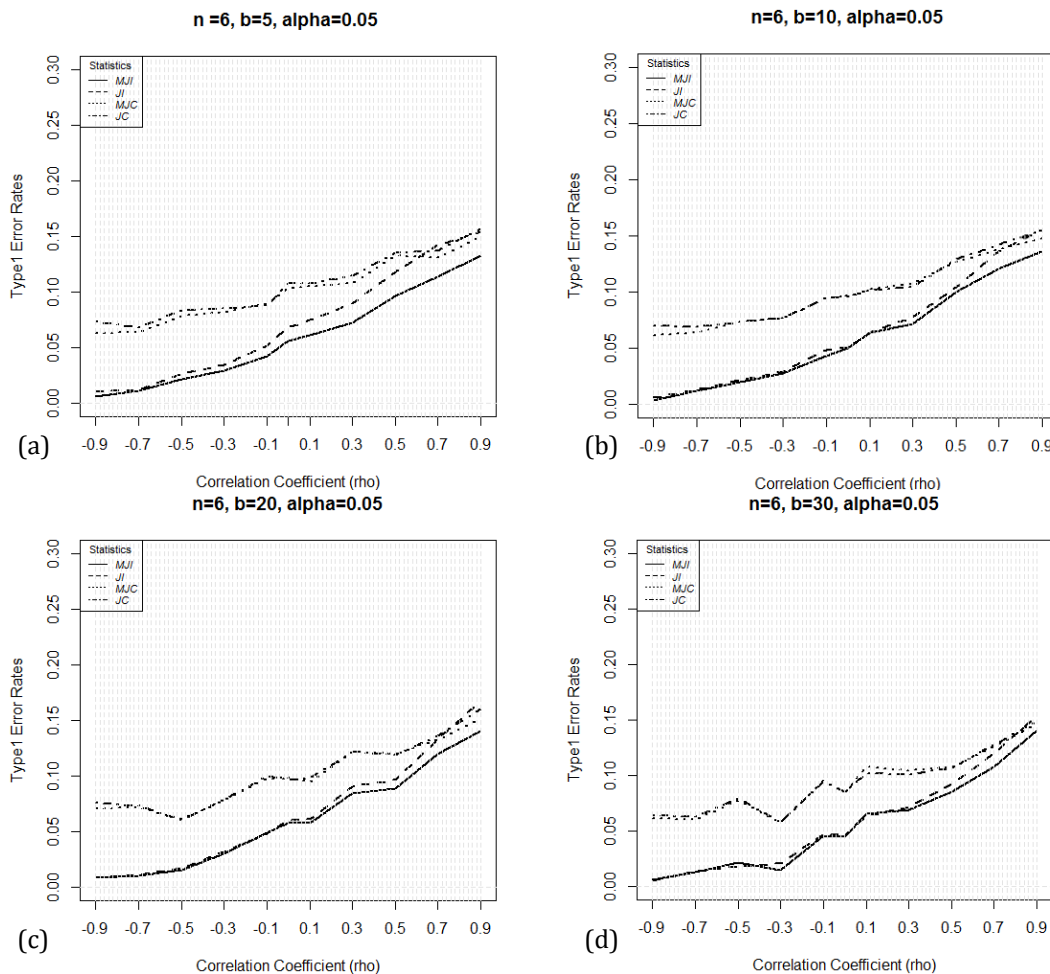 n =6, b=5, alpha=0.05
Statistics
MJI
JI
MJC
JC
Type1 Error Rates
0.30
0.25
0.20
0.15
0.10
0.05
0.00
-0.9 -0.7 -0.5 -0.3 -0.1 0.1 0.3 0.5 0.7 0.9
Correlation Coefficient (rho)
(a)
n=6, b=10, alpha=0.05
Statistics
MJI
JI
MJC
JC
Type1 Error Rates
0.30
0.25
0.20
0.15
0.10
0.05
0.00
-0.9 -0.7 -0.5 -0.3 -0.1 0.1 0.3 0.5 0.7 0.9
Correlation Coefficient (rho)
(b)
n=6, b=20, alpha=0.05
Statistics
MJI
JI
MJC
JC
Type1 Error Rates
0.30
0.25
0.20
0.15
0.10
0.05
0.00
-0.9 -0.7 -0.5 -0.3 -0.1 0.1 0.3 0.5 0.7 0.9
Correlation Coefficient (rho)
(c)
n=6, b=30, alpha=0.05
Statistics
MJI
JI
MJC
JC
Type1 Error Rates
0.30
0.25
0.20
0.15
0.10
0.05
0.00
-0.9 -0.7 -0.5 -0.3 -0.1 0.1 0.3 0.5 0.7 0.9
Correlation Coefficient (rho)
(d)